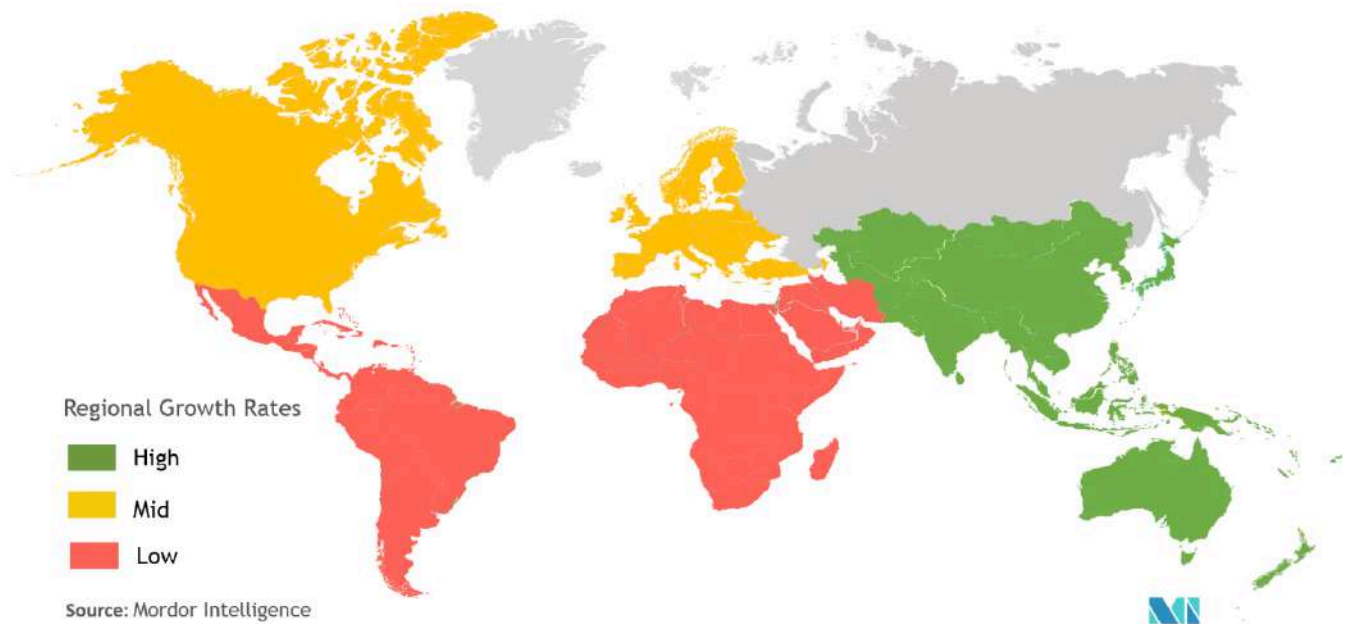 Regional Growth Rates
High
Mid
Low
Source: Mordor Intelligence